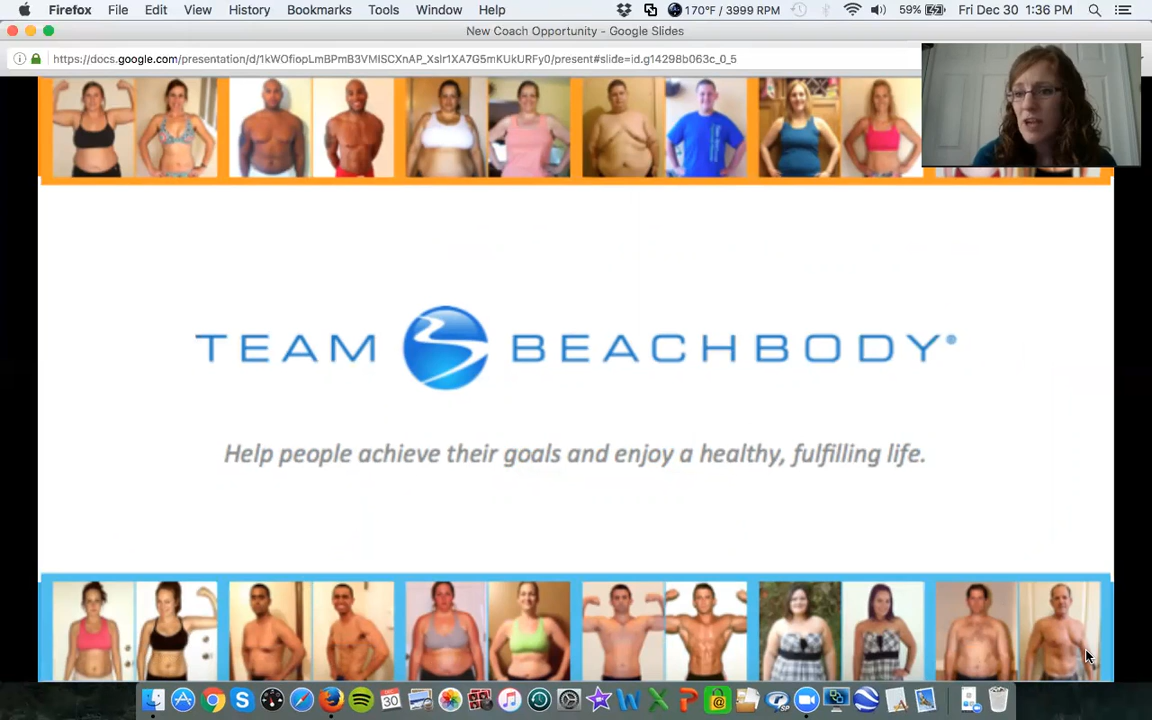 Firefox File Edit View History Bookmarks Tools Window Help 170°F / 3999 RPM 59% Fri Dec 30 1:36 PM
New Coach Opportunity - Google Slides
https://docs.google.com/presentation/d/1kWOfiopLmBPmB3VMISCXnAP_Xslr1XA7G5mKUkURFy0/present#slide=id.g14298b063c_0_5
TEAM BEACHBODY®
Help people achieve their goals and enjoy a healthy, fulfilling life.
30